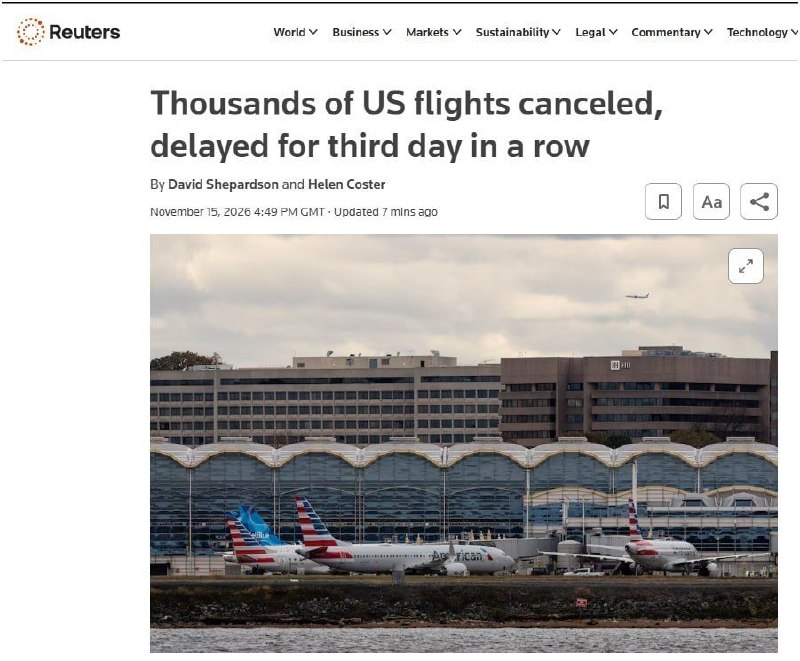 Reuters
World Business Markets Sustainability Legal Commentary Technology
Thousands of US flights canceled,
delayed for third day in a row
By David Shepardson and Helen Coster
November 15, 2026 4:49 PM GMT · Updated 7 mins ago
Aa
jetBlue
American